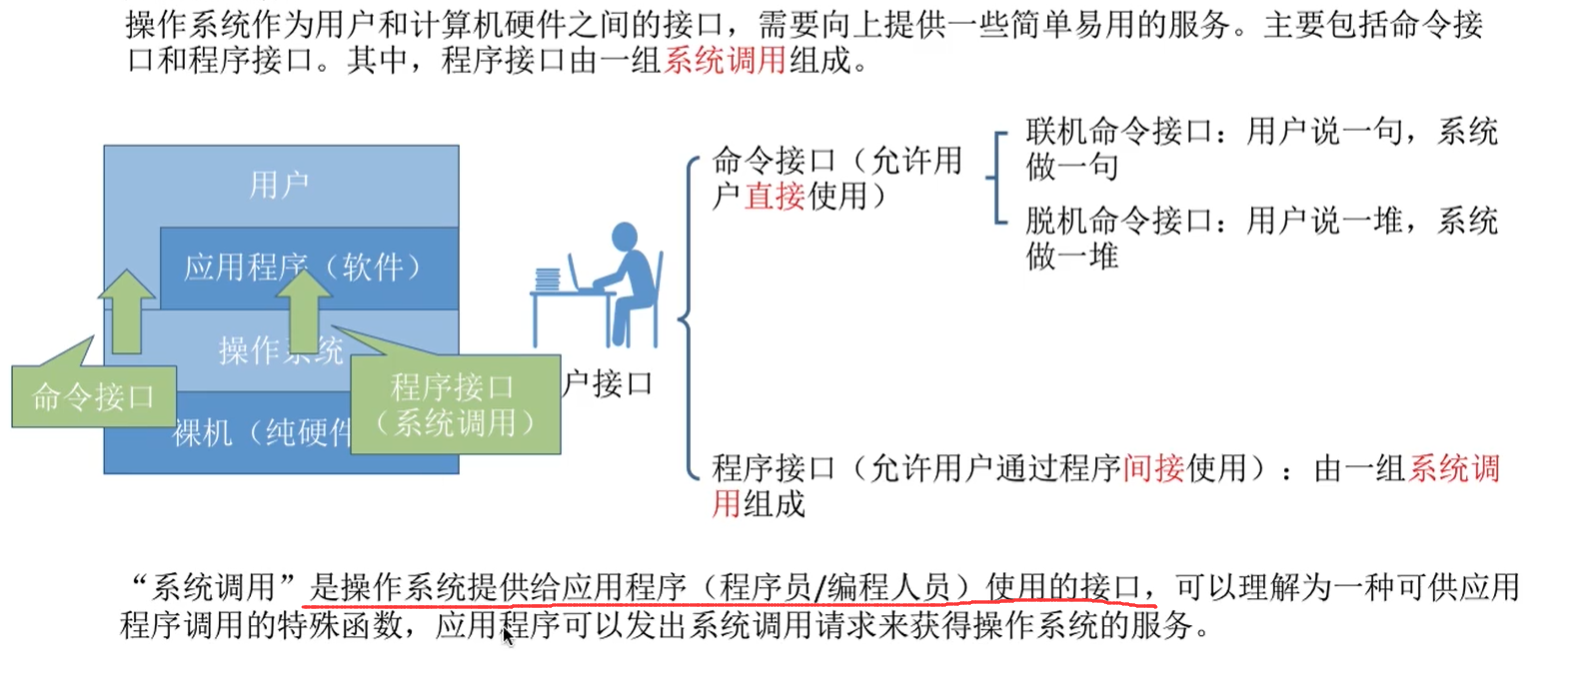 操作系统作为用户和计算机硬件之间的接口，需要向上提供一些简单易用的服务。主要包括命令接
口和程序接口。其中，程序接口由一组系统调用组成。
用户
应用程序（软件）
操作系统
裸机（纯硬件
命令接口
程序接口
（系统调用）
户接口
命令接口（允许用
户直接使用）
联机命令接口：用户说一句，系统
做一句
脱机命令接口：用户说一堆，系统
做一堆
程序接口（允许用户通过程序间接使用）：由一组系统调
用组成
“系统调用”是操作系统提供给应用程序（程序员/编程人员）使用的接口，可以理解为一种可供应用
程序调用的特殊函数，应用程序可以发出系统调用请求来获得操作系统的服务。